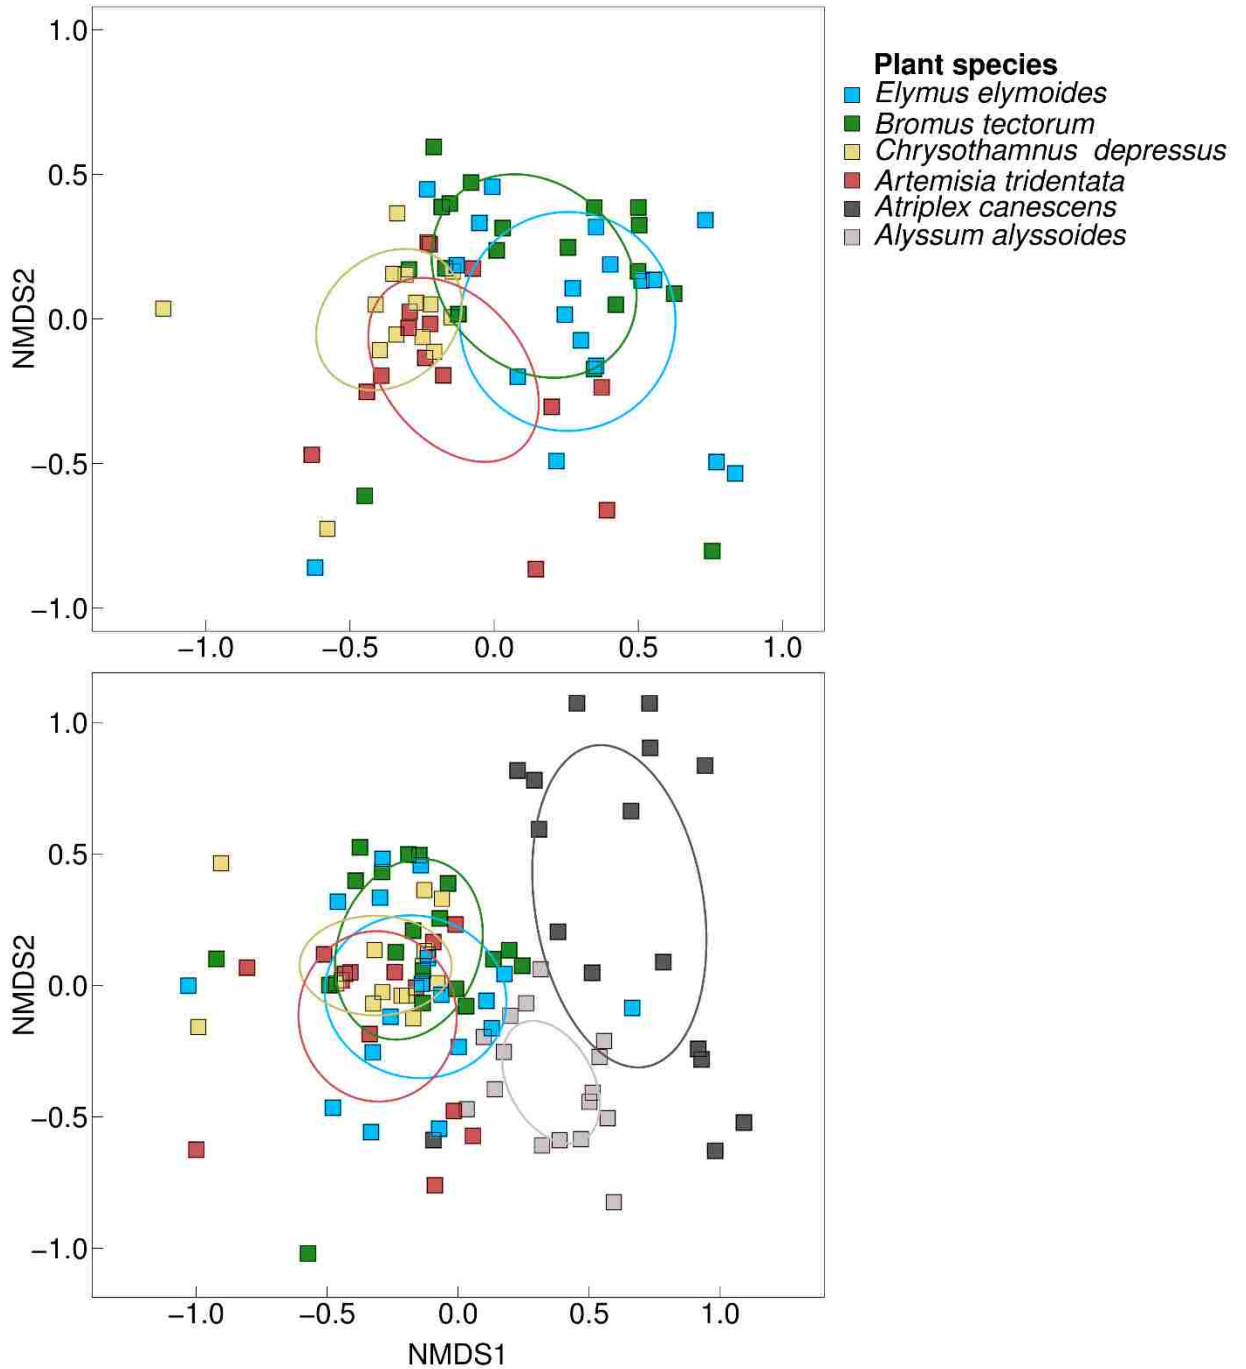 1.0
0.5
0.0
−0.5
−1.0
NMDS2
−1.0
−0.5
0.0
0.5
1.0
Plant species
Elymus elymoides
Bromus tectorum
Chrysothamnus depressus
Artemisia tridentata
Atriplex canescens
Alyssum alyssoides
1.0
0.5
0.0
−0.5
−1.0
NMDS2
−1.0
−0.5
0.0
0.5
1.0
NMDS1